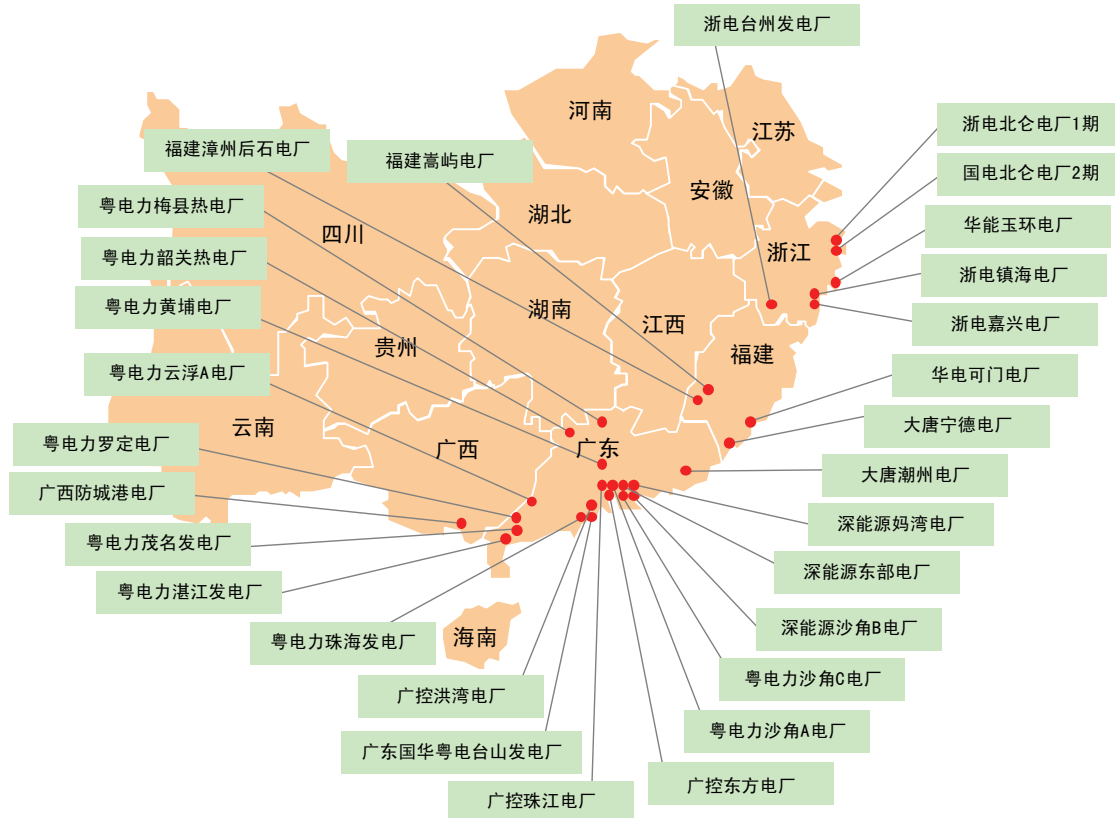 浙电台州发电厂
河南
江苏
浙电北仑电厂1期
福建漳州后石电厂
福建嵩屿电厂
国电北仑电厂2期
安徽
粤电力梅县热电厂
湖北
四川
华能玉环电厂
浙江
粤电力韶关热电厂
浙电镇海电厂
粤电力黄埔电厂
湖南
江西
浙电嘉兴电厂
贵州
福建
粤电力云浮A电厂
华电可门电厂
云南
大唐宁德电厂
粤电力罗定电厂
广西
广东
大唐潮州电厂
广西防城港电厂
深能源妈湾电厂
粤电力茂名发电厂
深能源东部电厂
粤电力湛江发电厂
深能源沙角B电厂
海南
粤电力珠海发电厂
粤电力沙角C电厂
广控洪湾电厂
粤电力沙角A电厂
广东国华粤电台山发电厂
广控东方电厂
广控珠江电厂